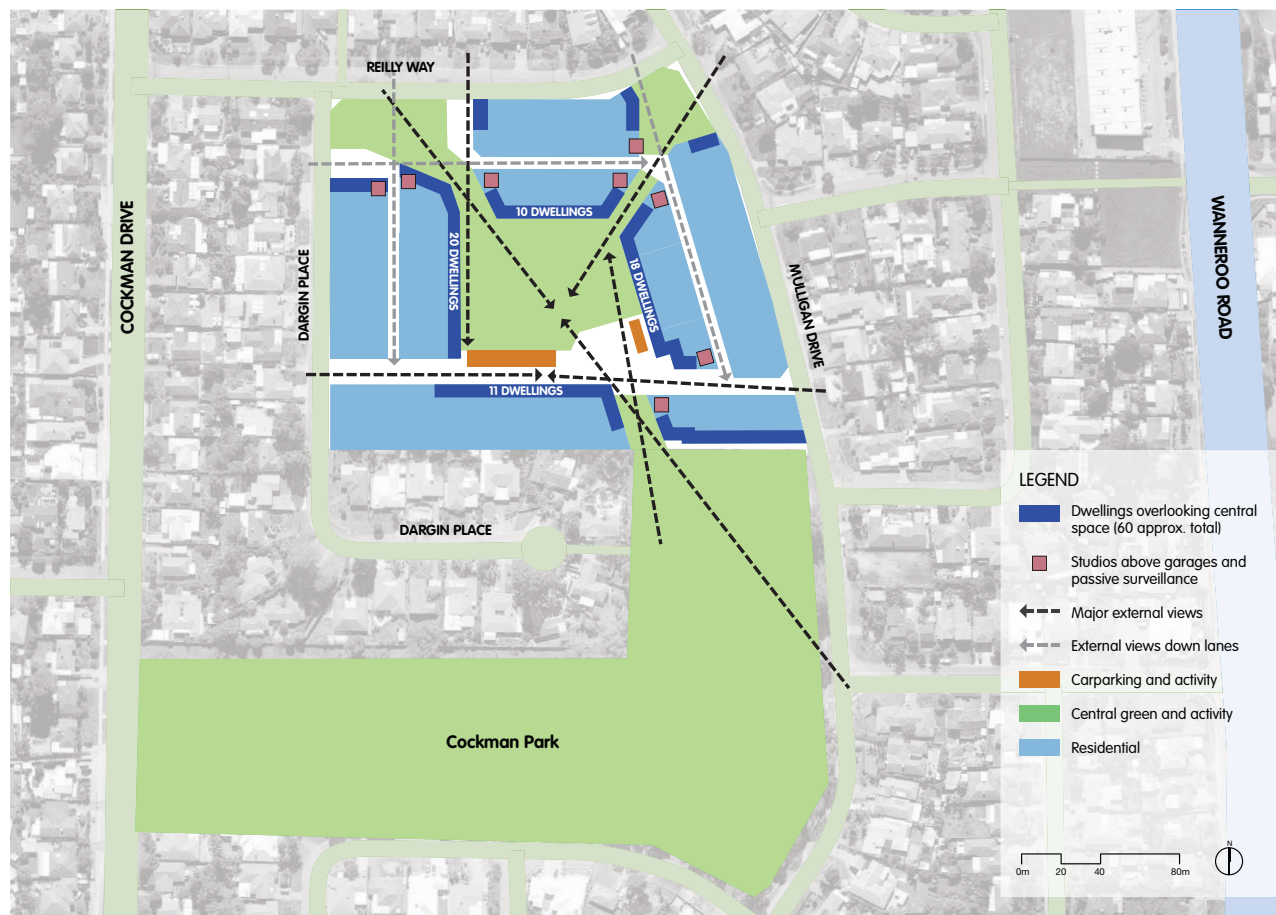 REILLY WAY
COCKMAN DRIVE
DARGIN PLACE
20 DWELLINGS
10 DWELLINGS
18 DWELLINGS
11 DWELLINGS
MULLIGAN DRIVE
WANNEROO ROAD
DARGIN PLACE
Cockman Park
LEGEND
Dwellings overlooking central
space (60 approx. total)
Studios above garages and
passive surveillance
Major external views
External views down lanes
Carparking and activity
Central green and activity
Residential
N
0m 20 40 80m